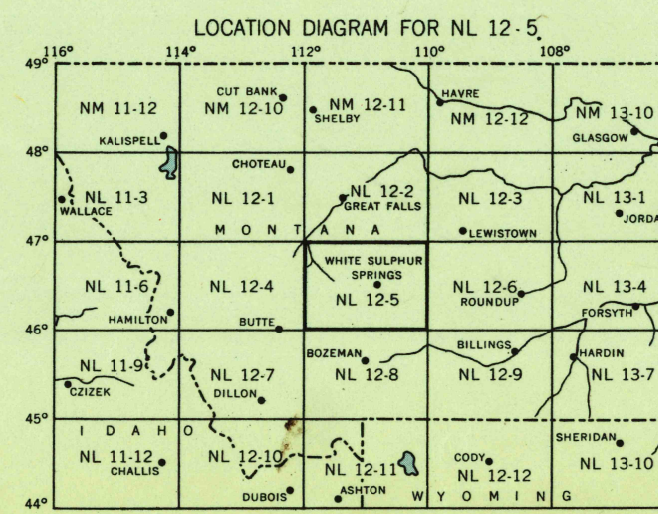 LOCATION DIAGRAM FOR NL 12-5
116° 114° 112° 110° 108°
49°
CUT BANK HAVRE
NM 11-12 NM 12-10 NM 12-11 NM 12-12 NM 13-10
SHELBY
KALISPELL GLASGOW
48°
CHOTEAU
NL 11-3 NL 12-1 NL 12-2 NL 12-3 NL 13-1
WALLACE GREAT FALLS JORDA
MONTANA LEWISTOWN
47°
WHITE SULPHUR
SPRINGS
NL 11-6 NL 12-4 NL 12-5 NL 12-6 NL 13-4
ROUNDUP
HAMILTON BUTTE FORSYTH
46°
BOZEMAN BILLINGS HARDIN
NL 11-9 NL 12-7 NL 12-8 NL 12-9 NL 13-7
CZIZEK DILLON
45°
IDAHO SHERIDAN
NL 11-12 NL 12-10 NL 12-11 CODY NL 13-10
CHALLIS NL 12-12
DUBOIS ASHTON WYOMING
44°